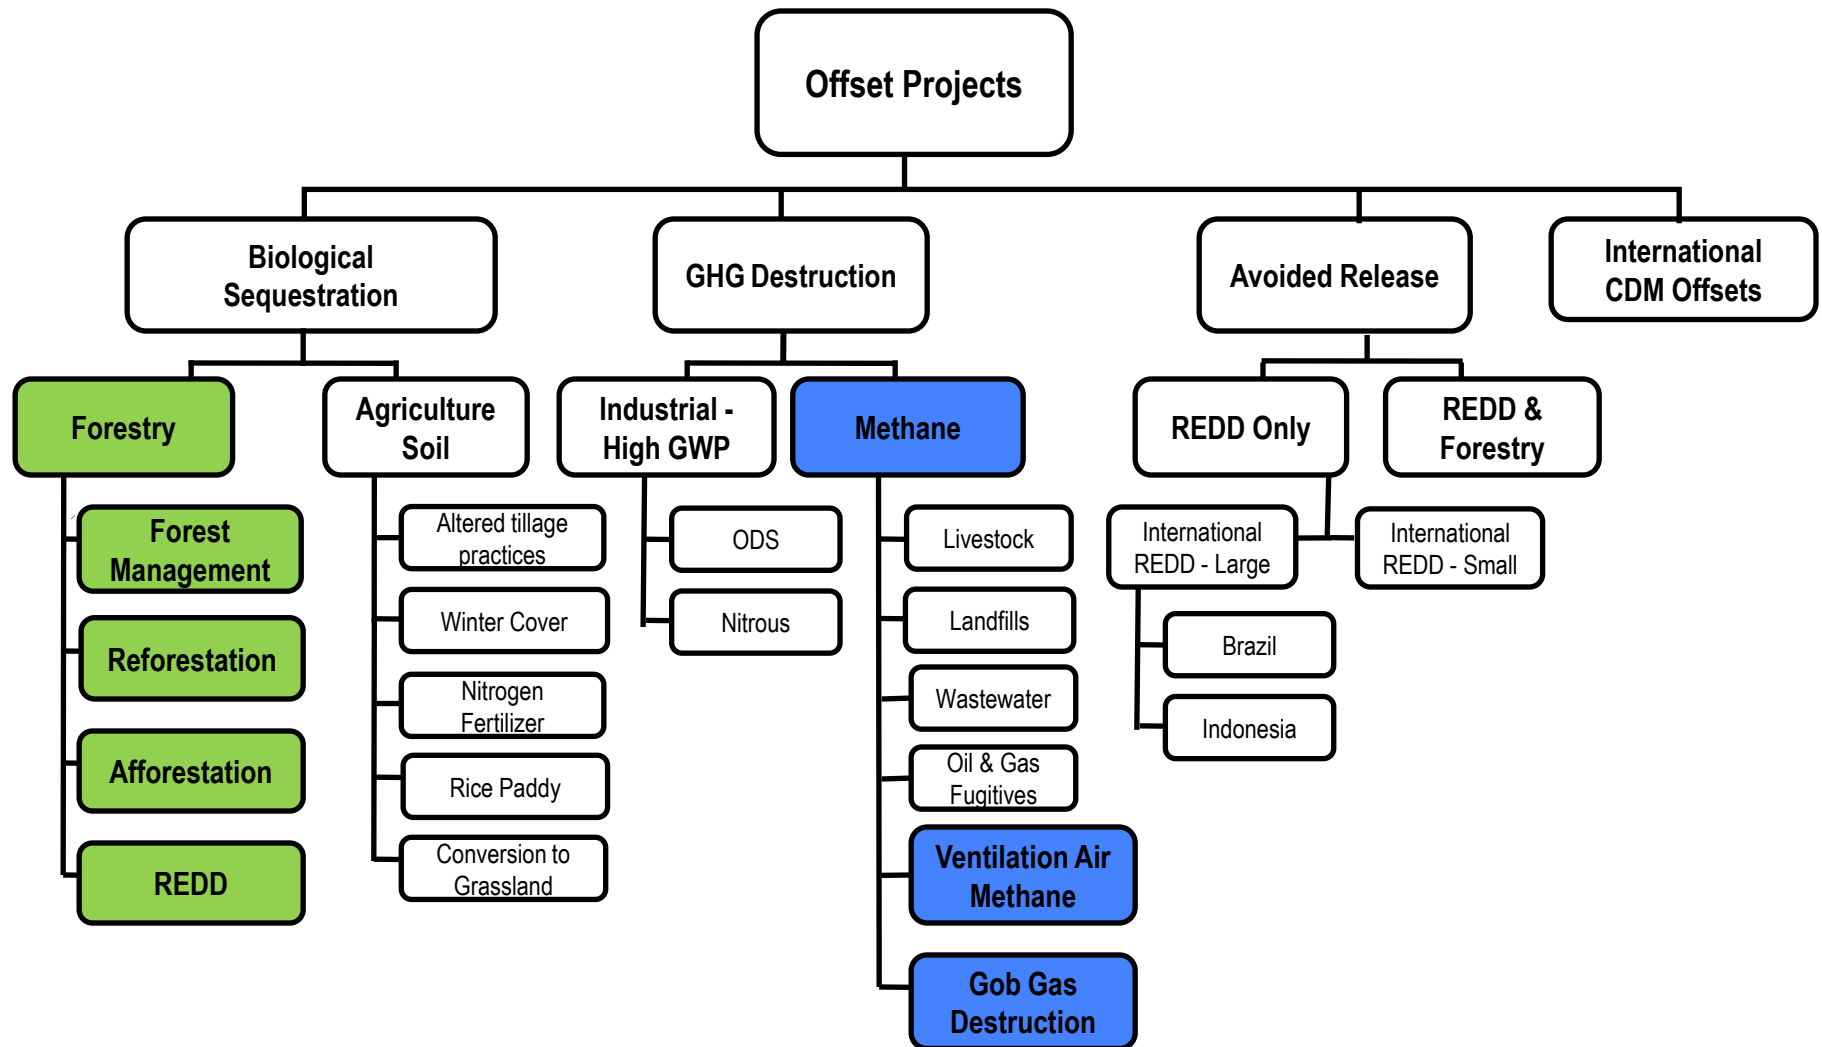 Offset Projects
Biological
Sequestration
GHG Destruction
Avoided Release
International
CDM Offsets
Forestry
Agriculture
Soil
Industrial -
High GWP
Methane
REDD Only
REDD &
Forestry
Forest
Management
Reforestation
Afforestation
REDD
Altered tillage
practices
Winter Cover
Nitrogen
Fertilizer
Rice Paddy
Conversion to
Grassland
ODS
Nitrous
Livestock
Landfills
Wastewater
Oil & Gas
Fugitives
Ventilation Air
Methane
Gob Gas
Destruction
International
REDD - Large
International
REDD - Small
Brazil
Indonesia